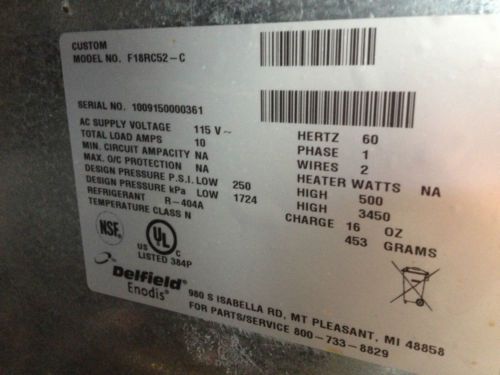 CUSTOM
MODEL NO. F18RC52-C
SERIAL NO. 1009150000361
AC SUPPLY VOLTAGE 115 V~ HERTZ 60
TOTAL LOAD AMPS 10 PHASE 1
MIN. CIRCUIT AMPACITY NA WIRES 2
MAX. O/C PROTECTION NA HEATER WATTS NA
DESIGN PRESSURE P.S.I. LOW 250 HIGH 500
DESIGN PRESSURE kPa LOW 1724 HIGH 3450
REFRIGERANT R-404A CHARGE 16 OZ
TEMPERATURE CLASS N 453 GRAMS
NSF®
UL®
US C
LISTED 384P
Delfield®
Enodis®
980 S ISABELLA RD, MT PLEASANT, MI 48858
FOR PARTS/SERVICE 800-733-8829